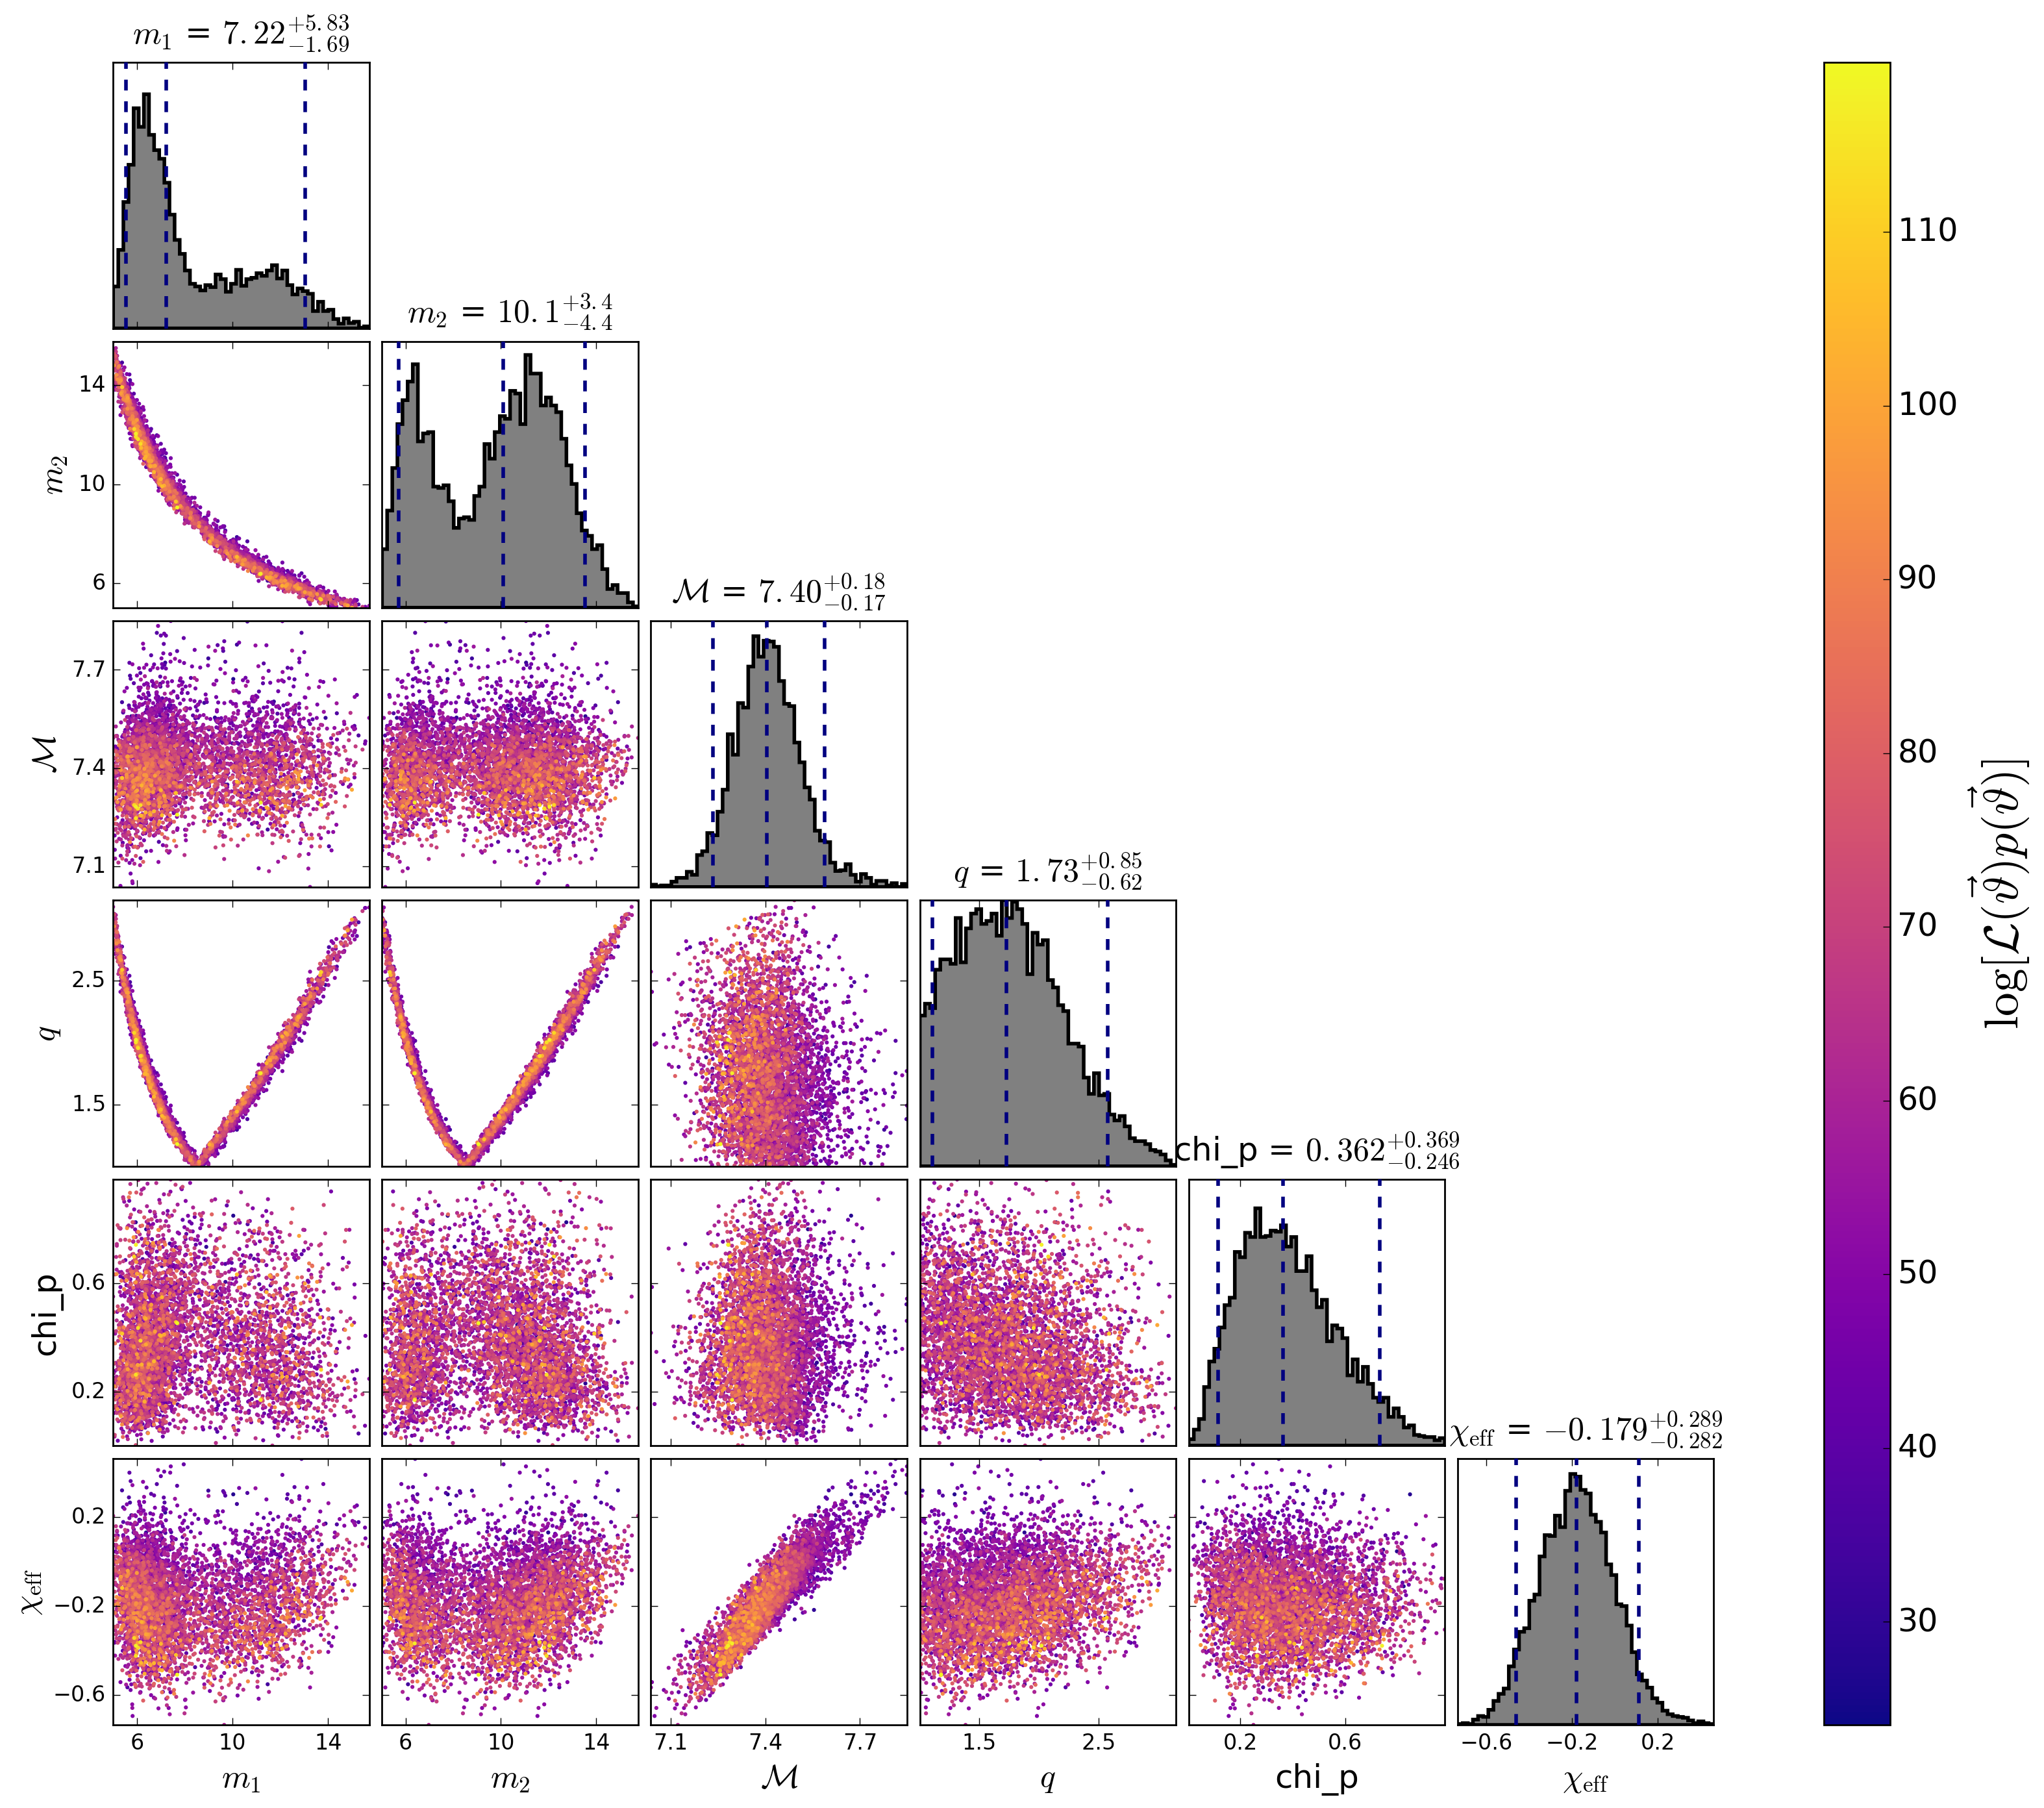 m₁ = 7.22 +5.83 −1.69
m₂ = 10.1 +3.4 −4.4
14
10
6
m₂
ℳ = 7.40 +0.18 −0.17
7.7
7.4
7.1
ℳ
q = 1.73 +0.85 −0.62
2.5
1.5
q
chi_p = 0.362 +0.369 −0.246
0.6
0.2
chi_p
χeff = −0.179 +0.289 −0.282
0.2
−0.2
−0.6
χeff
6 10 14
6 10 14
7.1 7.4 7.7
1.5 2.5
0.2 0.6
−0.6 −0.2 0.2
m₁ m₂ ℳ q chi_p χeff
110
100
90
80
70
60
50
40
30
log[ℒ(ϑ⃗)p(ϑ⃗)]